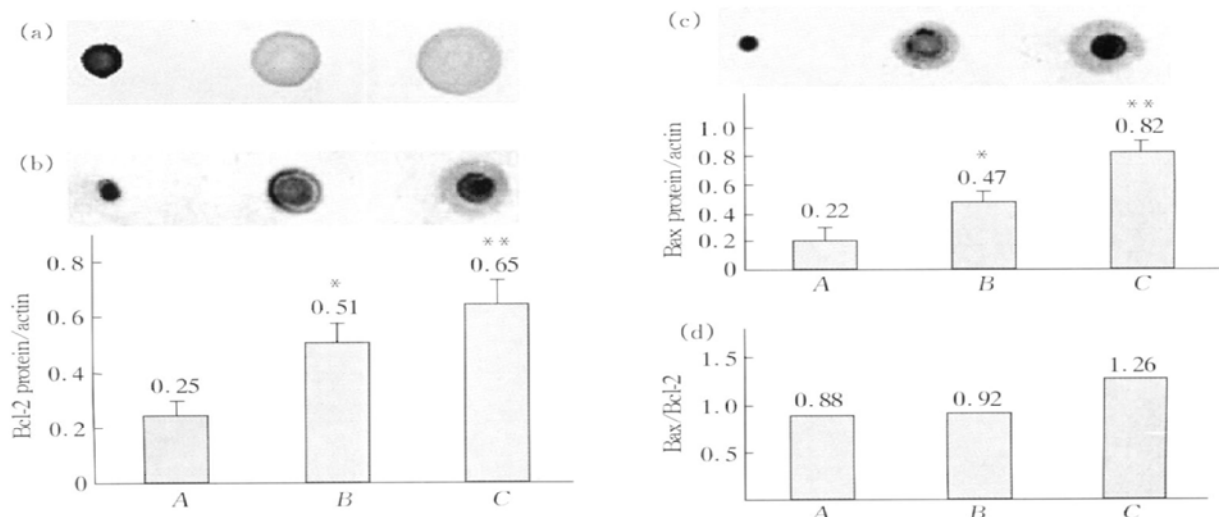 (a)
(b)
Bcl-2 protein/actin
0.8
0.6
0.4
0.2
0
0.25
*
0.51
**
0.65
A B C
(c)
Bax protein/actin
1.0
0.8
0.6
0.4
0.2
0
0.22
*
0.47
**
0.82
A B C
(d)
Bax/Bcl-2
1.5
1.0
0.5
0.88
0.92
1.26
A B C